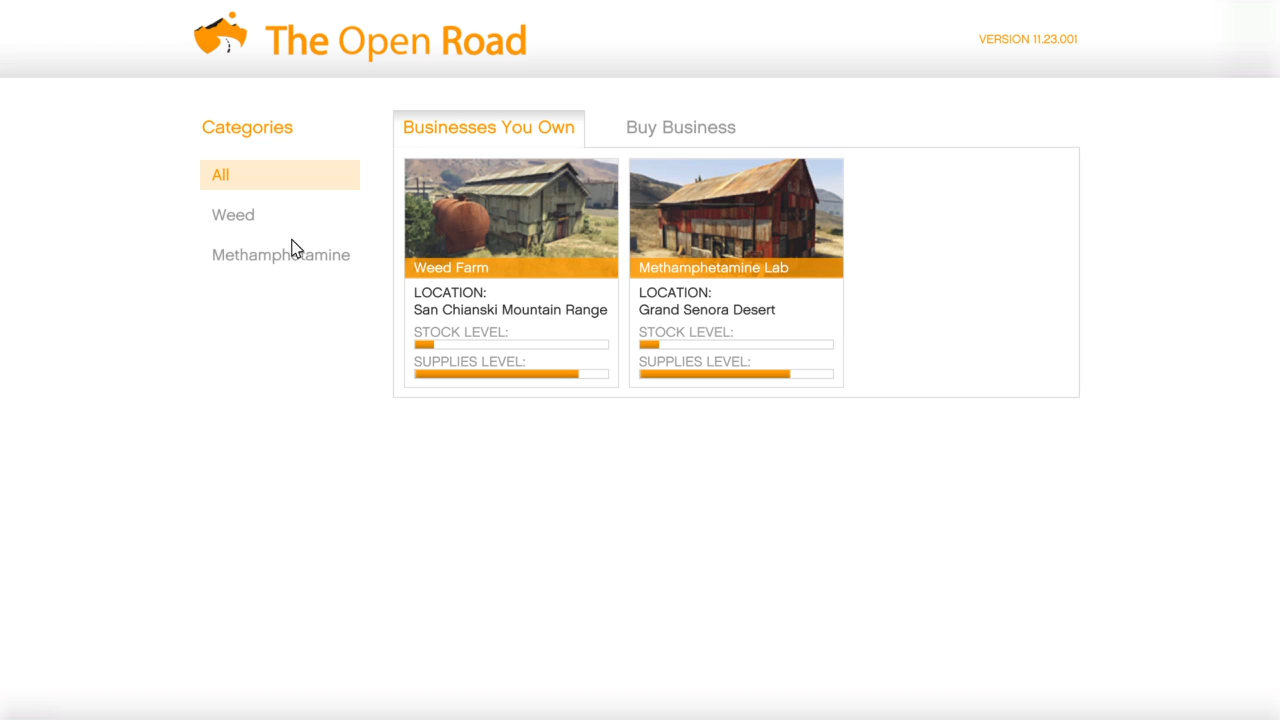 The Open Road
VERSION 11.23.001
Categories
All
Weed
Methamphetamine
Businesses You Own
Buy Business
Weed Farm
LOCATION:
San Chianski Mountain Range
STOCK LEVEL:
SUPPLIES LEVEL:
Methamphetamine Lab
LOCATION:
Grand Senora Desert
STOCK LEVEL:
SUPPLIES LEVEL: